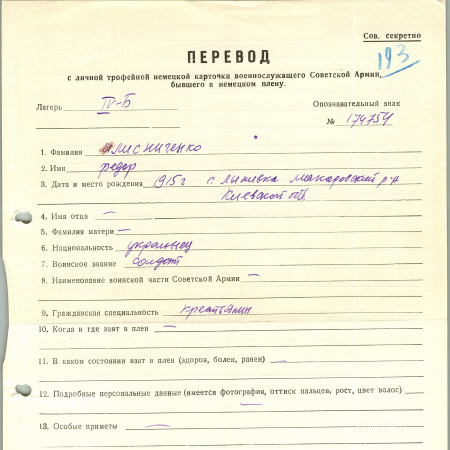 Сов. секретно
193
ПЕРЕВОД
с личной трофейной немецкой карточки военнослужащего Советской Армии,
бывшего в немецком плену.
Лагерь IV-Б
Опознавательный знак
№ 174754
1. Фамилия Алисниченко
2. Имя Федор
3. Дата и место рождения 1915 г с. Липивка Макаровский р-н
Киевской обл.
4. Имя отца —
5. Фамилия матери —
6. Национальность украинец
7. Воинское звание солдат
8. Наименование воинской части Советской Армии —
9. Гражданская специальность крестьянин
10. Когда и где взят в плен —
11. В каком состоянии взят в плен (здоров, болен, ранен) —
12. Подробные персональные данные (имеется фотография, оттиск пальцев, рост, цвет волос)
—
13. Особые приметы —